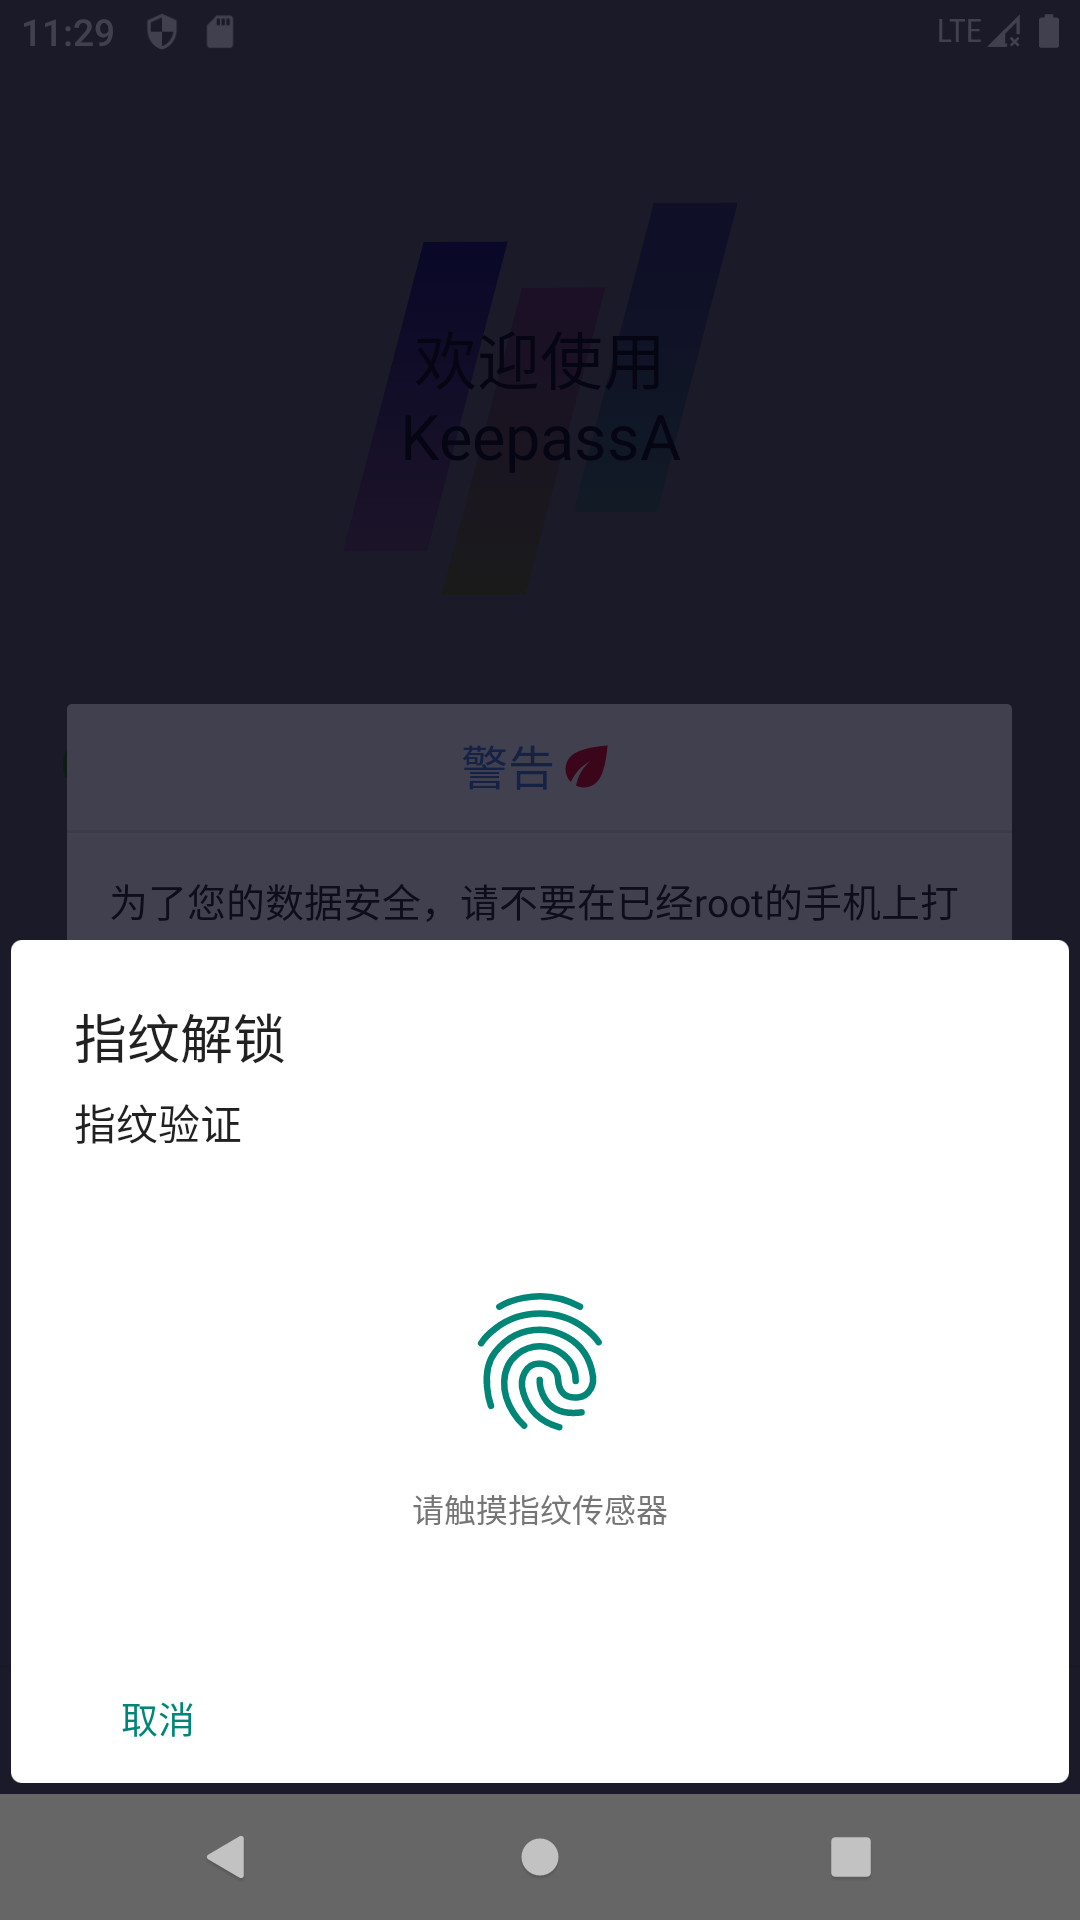 11:29
LTE
欢迎使用
KeepassA
警告
为了您的数据安全，请不要在已经root的手机上打
指纹解锁
指纹验证
请触摸指纹传感器
取消